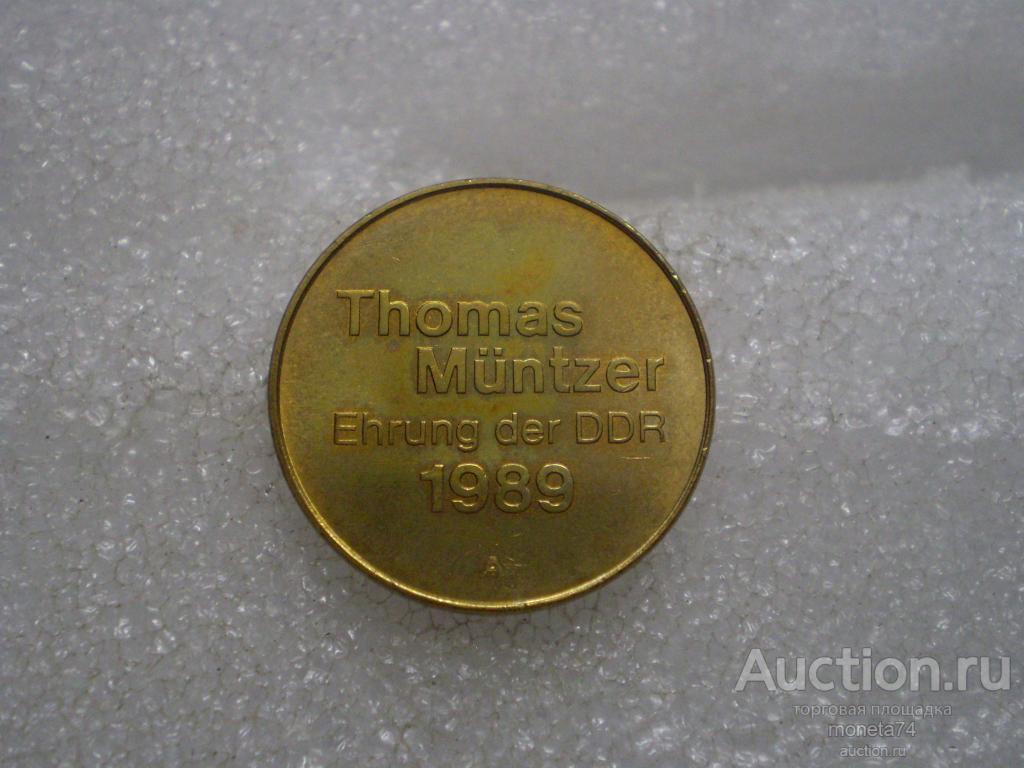 Thomas
Müntzer
Ehrung der DDR
1989
A
Auction.ru
торговая площадка
moneta74
auction.ru